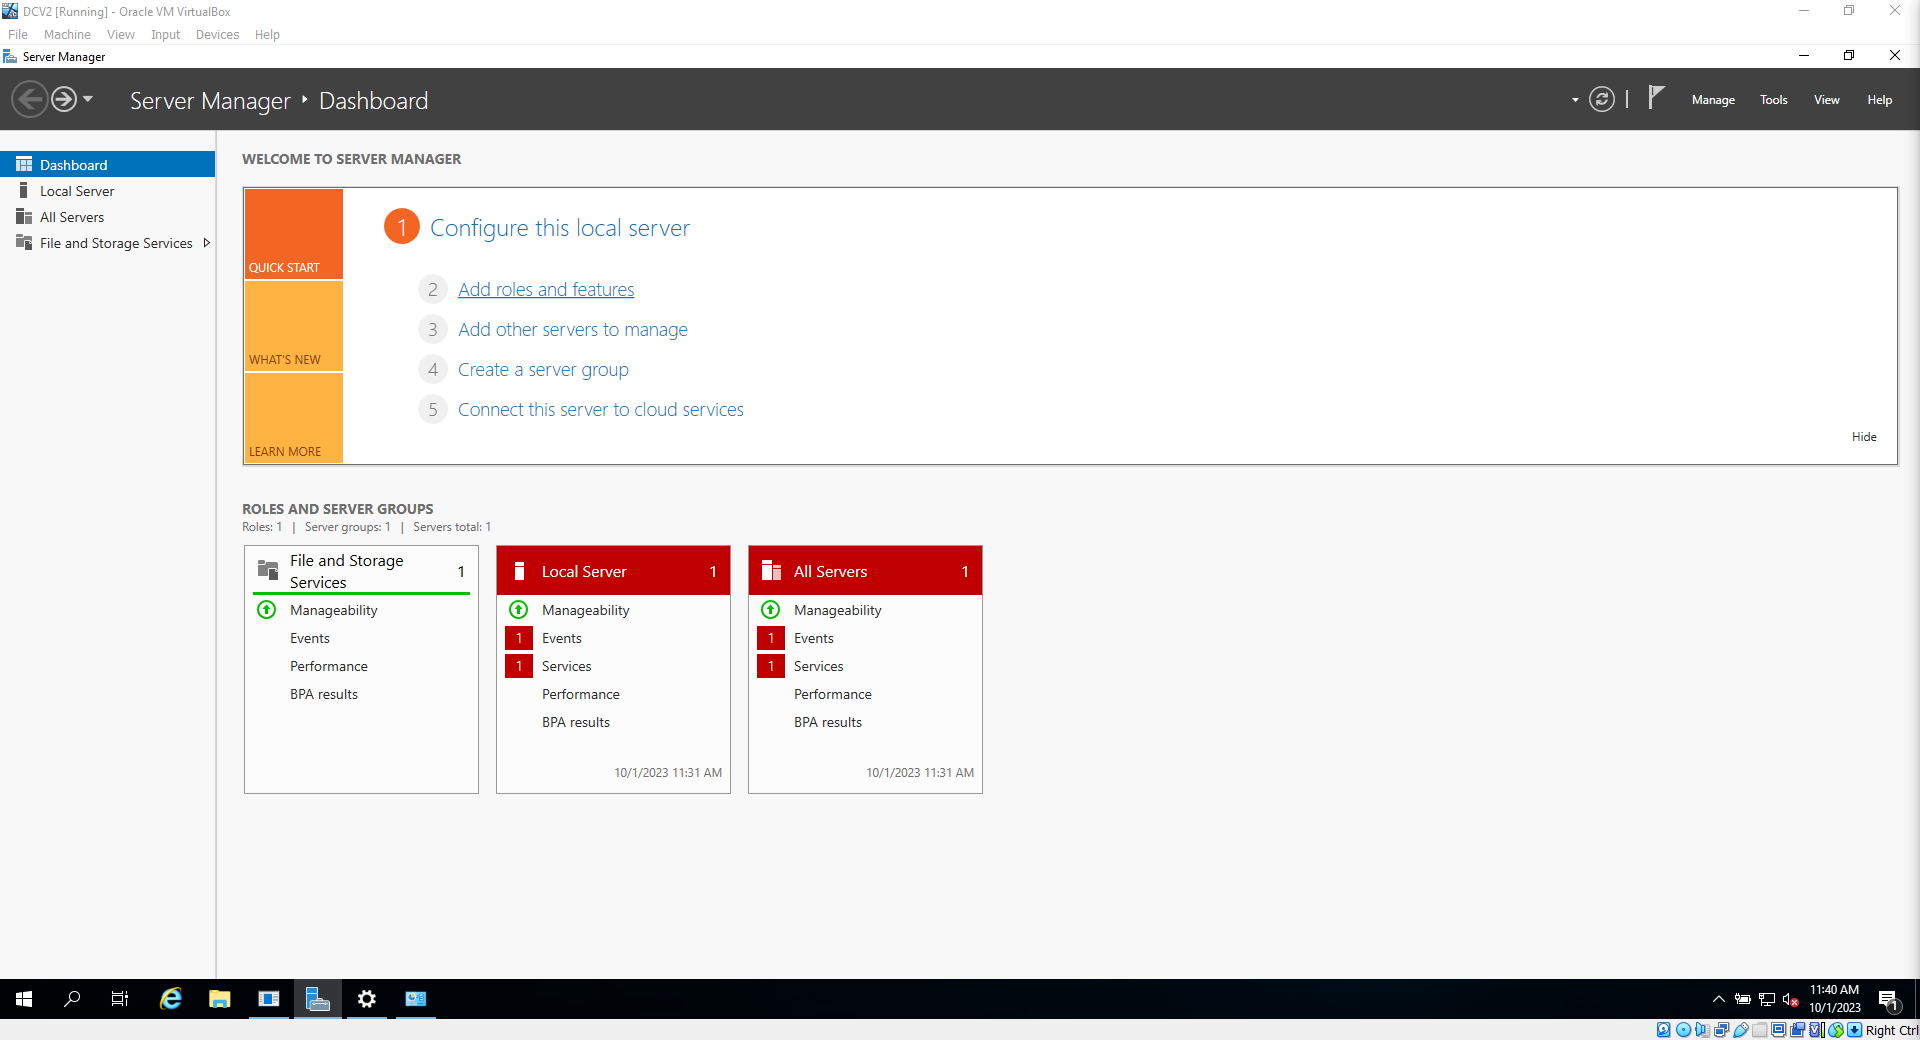 DCV2 [Running] - Oracle VM VirtualBox
File Machine View Input Devices Help
Server Manager
Server Manager Dashboard
Manage Tools View Help
Dashboard
Local Server
All Servers
File and Storage Services
WELCOME TO SERVER MANAGER
QUICK START
WHAT'S NEW
LEARN MORE
1 Configure this local server
2 Add roles and features
3 Add other servers to manage
4 Create a server group
5 Connect this server to cloud services
Hide
ROLES AND SERVER GROUPS
Roles: 1 | Server groups: 1 | Servers total: 1
File and Storage
Services 1
Manageability
Events
Performance
BPA results
Local Server 1
Manageability
1 Events
1 Services
Performance
BPA results
10/1/2023 11:31 AM
All Servers 1
Manageability
1 Events
1 Services
Performance
BPA results
10/1/2023 11:31 AM
11:40 AM
10/1/2023
1
Right Ctrl